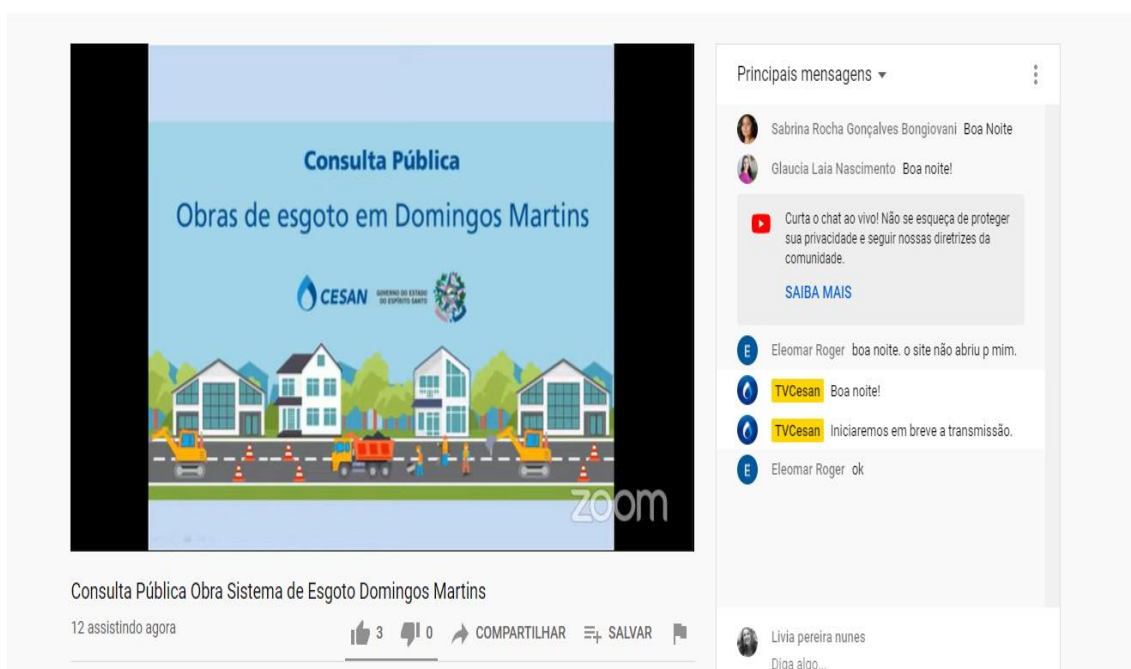 Consulta Pública
Obras de esgoto em Domingos Martins
CESAN
GOVERNO DO ESTADO
DO ESPÍRITO SANTO
zoom
Consulta Pública Obra Sistema de Esgoto Domingos Martins
12 assistindo agora
3
0
COMPARTILHAR
SALVAR
Principais mensagens
Sabrina Rocha Gonçalves Bongiovani Boa Noite
Glaucia Laia Nascimento Boa noite!
Curta o chat ao vivo! Não se esqueça de proteger
sua privacidade e seguir nossas diretrizes da
comunidade.
SAIBA MAIS
E
Eleomar Roger boa noite. o site não abriu p mim.
TVCesan Boa noite!
TVCesan Iniciaremos em breve a transmissão.
E
Eleomar Roger ok
Livia pereira nunes
Diga algo...